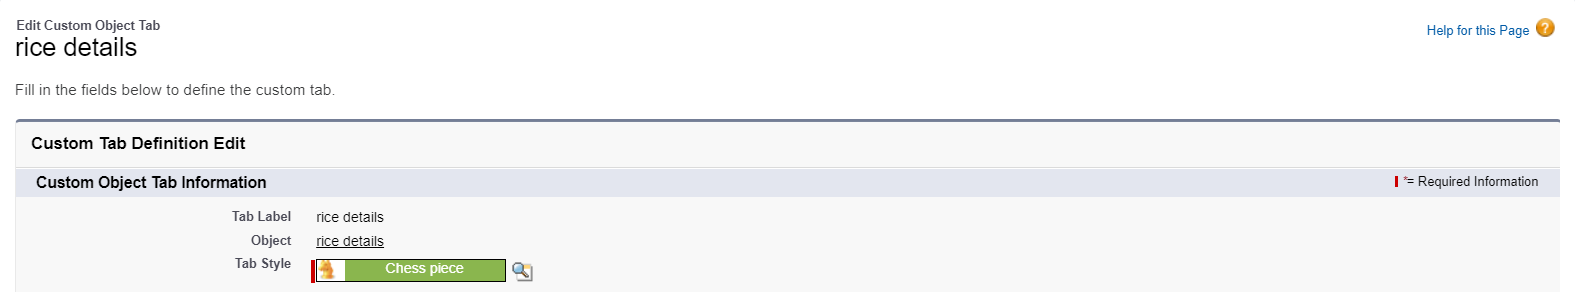 Edit Custom Object Tab
rice details
Help for this Page ?
Fill in the fields below to define the custom tab.
Custom Tab Definition Edit
Custom Object Tab Information
*= Required Information
Tab Label rice details
Object rice details
Tab Style Chess piece